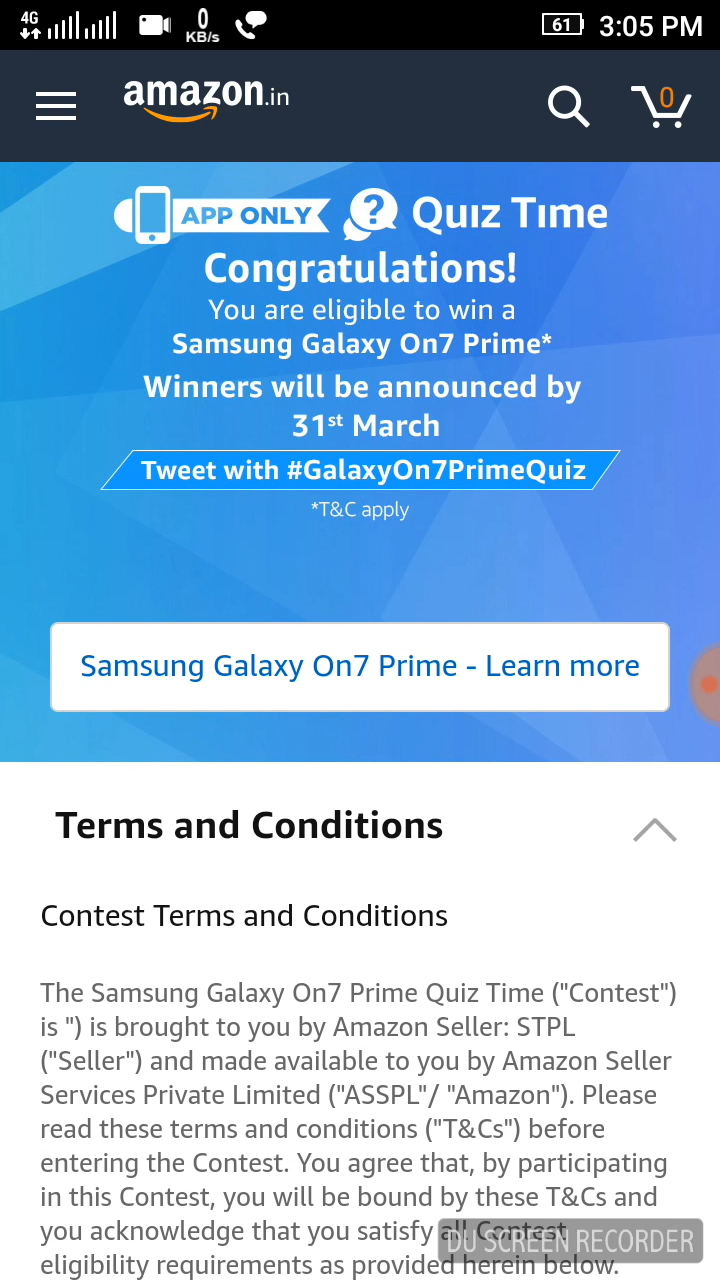 4G
0
KB/s
61
3:05 PM
amazon.in
0
APP ONLY
Quiz Time
Congratulations!
You are eligible to win a
Samsung Galaxy On7 Prime*
Winners will be announced by
31st March
Tweet with #GalaxyOn7PrimeQuiz
*T&C apply
Samsung Galaxy On7 Prime - Learn more
Terms and Conditions
Contest Terms and Conditions
The Samsung Galaxy On7 Prime Quiz Time ("Contest")
is ") is brought to you by Amazon Seller: STPL
("Seller") and made available to you by Amazon Seller
Services Private Limited ("ASSPL"/ "Amazon"). Please
read these terms and conditions ("T&Cs") before
entering the Contest. You agree that, by participating
in this Contest, you will be bound by these T&Cs and
you acknowledge that you satisfy all Contest
eligibility requirements as provided herein below.
DU SCREEN RECORDER